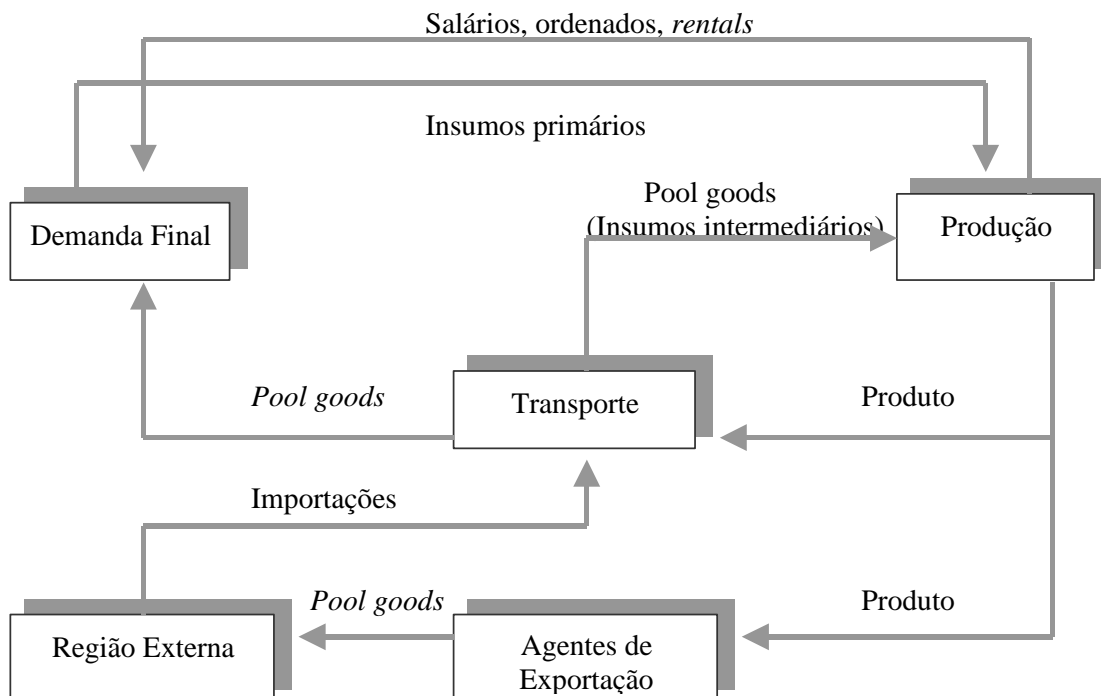 Salários, ordenados, rentals
Insumos primários
Pool goods
(Insumos intermediários)
Demanda Final
Produção
Pool goods
Transporte
Produto
Importações
Pool goods
Produto
Região Externa
Agentes de
Exportação